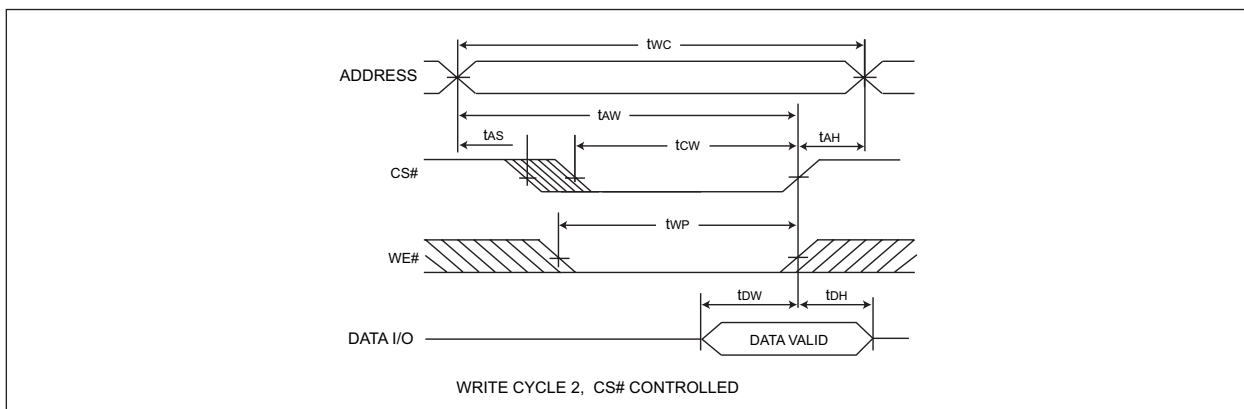 tWC
ADDRESS
tAW
tAS
tCW
tAH
CS#
tWP
WE#
tDW
tDH
DATA I/O
DATA VALID
WRITE CYCLE 2, CS# CONTROLLED